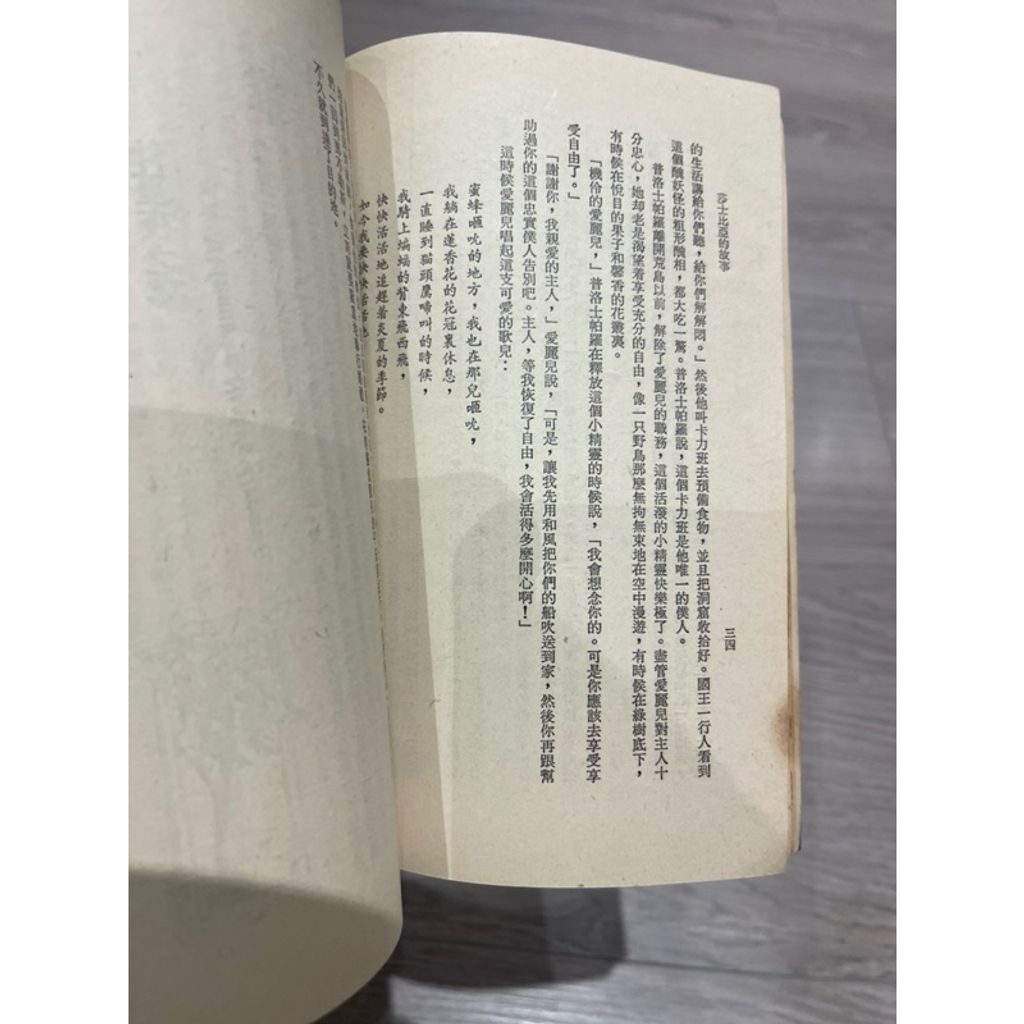 莎士比亞的故事
三四
的生活講給你們聽，給你們解解悶。」然後他叫卡力班去預備食物，並且把洞窟收拾好。國王一行人看到
這個醜妖怪的粗形醜相，都大吃一驚。普洛士帕羅說，這個卡力班是他唯一的僕人。
普洛士帕羅離開荒島以前，解除了愛麗兒的職務，這個活潑的小精靈快樂極了。盡管愛麗兒對主人十
分忠心，她却老是渴望着享受充分的自由，像一只野鳥那麼無拘無束地在空中漫遊，有時候在綠樹底下，
有時候在悅目的果子和馨香的花叢裏。
「機伶的愛麗兒，」普洛士帕羅在釋放這個小精靈的時候說，「我會想念你的。可是你應該去享受享
受自由了。」
「謝謝你，我親愛的主人，」愛麗兒說，「可是，讓我先用和風把你們的船吹送到家，然後你再跟幫
助過你的這個忠實僕人告別吧。主人，等我恢復了自由，我會活得多麼開心啊！」
這時候愛麗兒唱起這支可愛的歌兒：
蜜蜂咂吮的地方，我也在那兒咂吮，
我躺在蓮香花的花冠裏休息，
一直睡到貓頭鷹啼叫的時候，
我騎上蝙蝠的背東飛西飛，
快快活活地追趕着炎夏的季節。
如今我要快快活活地